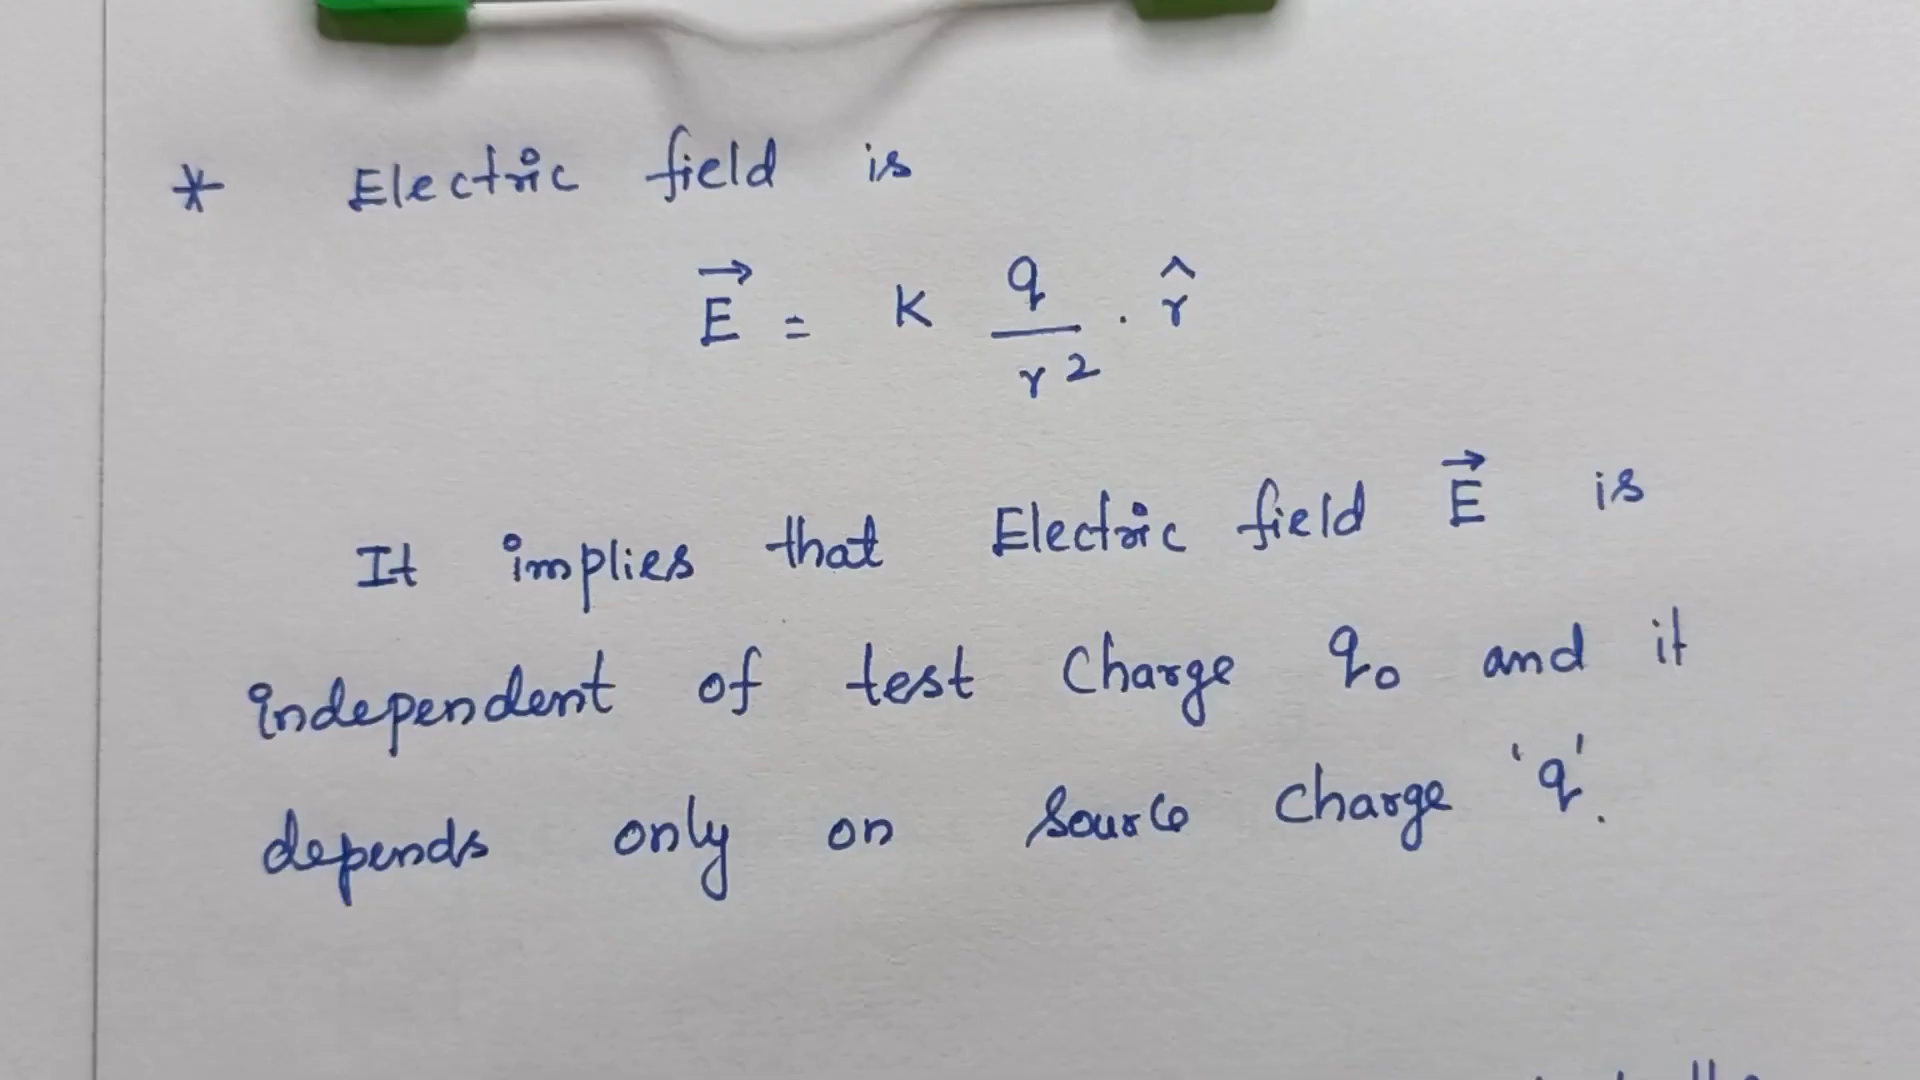 * Electric field is
E⃗ = K q/r² . r̂
It implies that Electric field E⃗ is
independent of test charge q₀ and it
depends only on source charge 'q'.